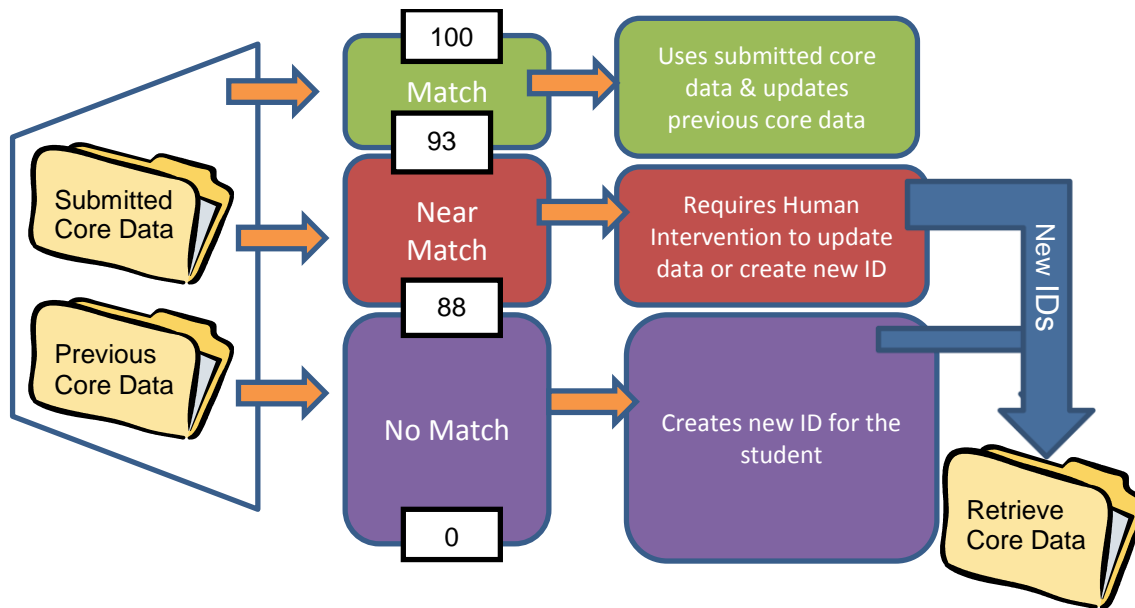 100
Match
Uses submitted core
data & updates
previous core data
93
Submitted
Core Data
Near
Match
Requires Human
Intervention to update
data or create new ID
New IDs
88
Previous
Core Data
No Match
Creates new ID for the
student
0
Retrieve
Core Data